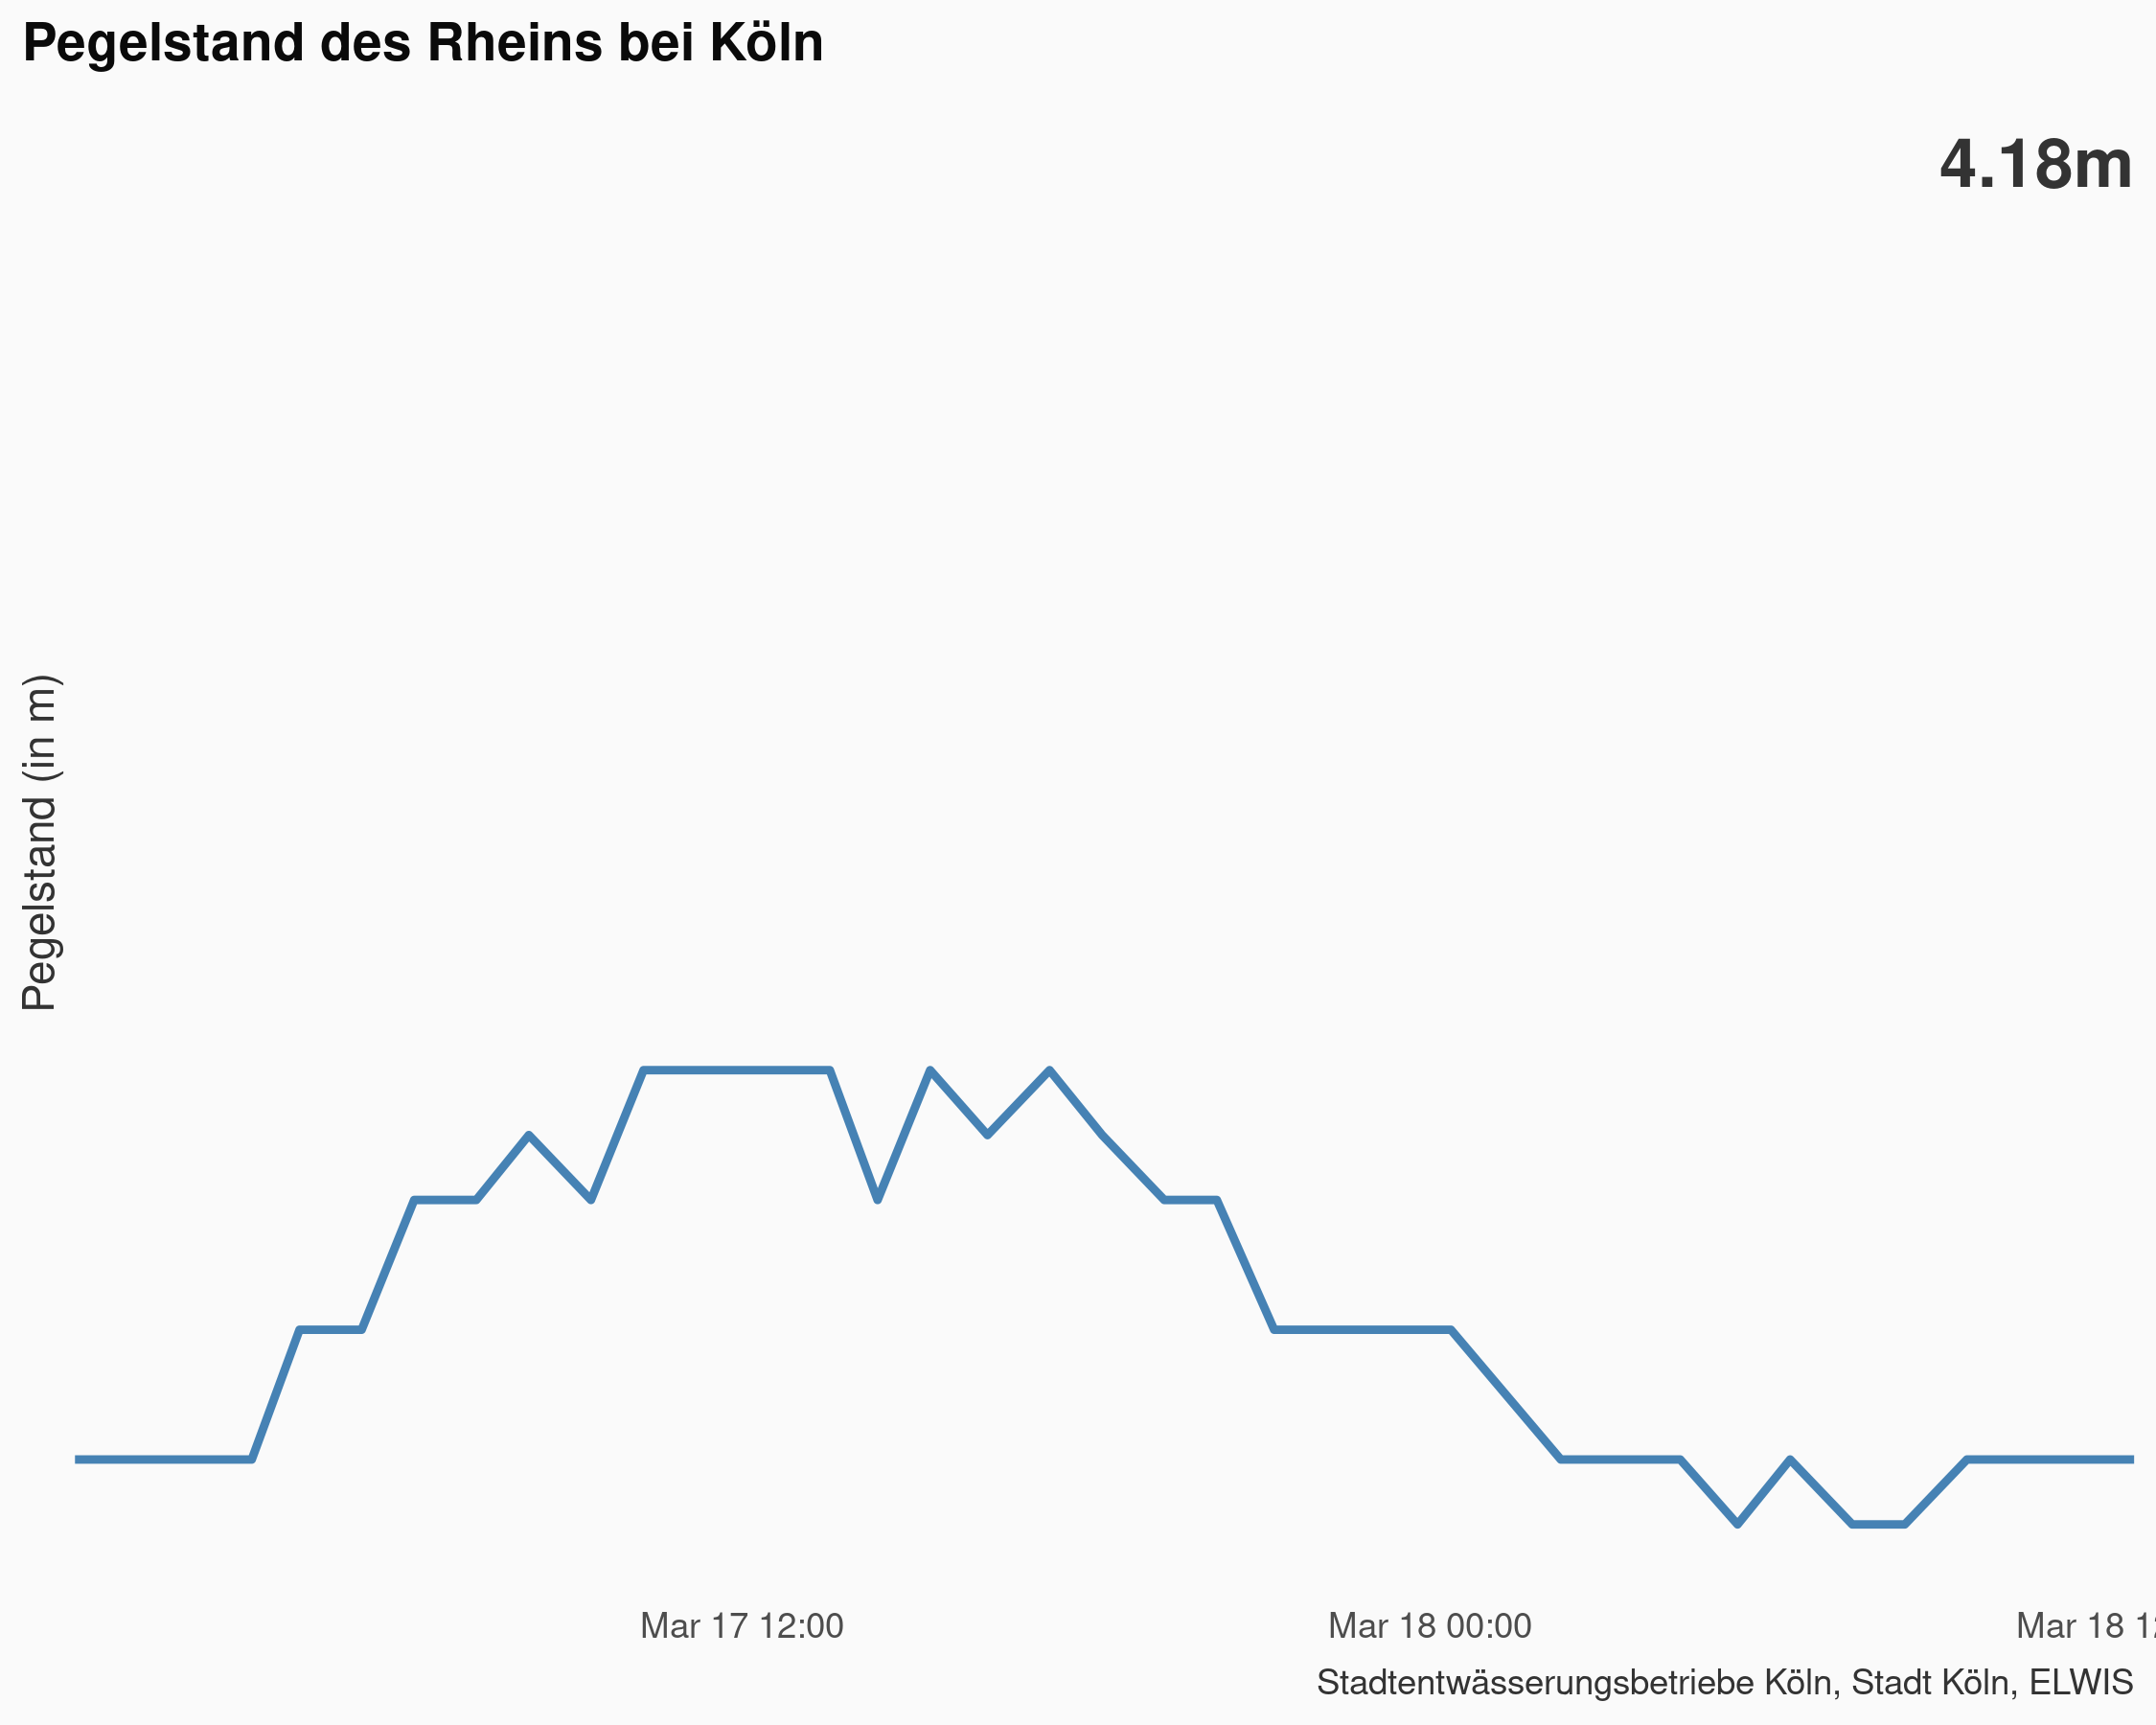 Pegelstand des Rheins bei Köln
4.18m
Pegelstand (in m)
Mar 17 12:00
Mar 18 00:00
Mar 18 1
Stadtentwässerungsbetriebe Köln, Stadt Köln, ELWIS